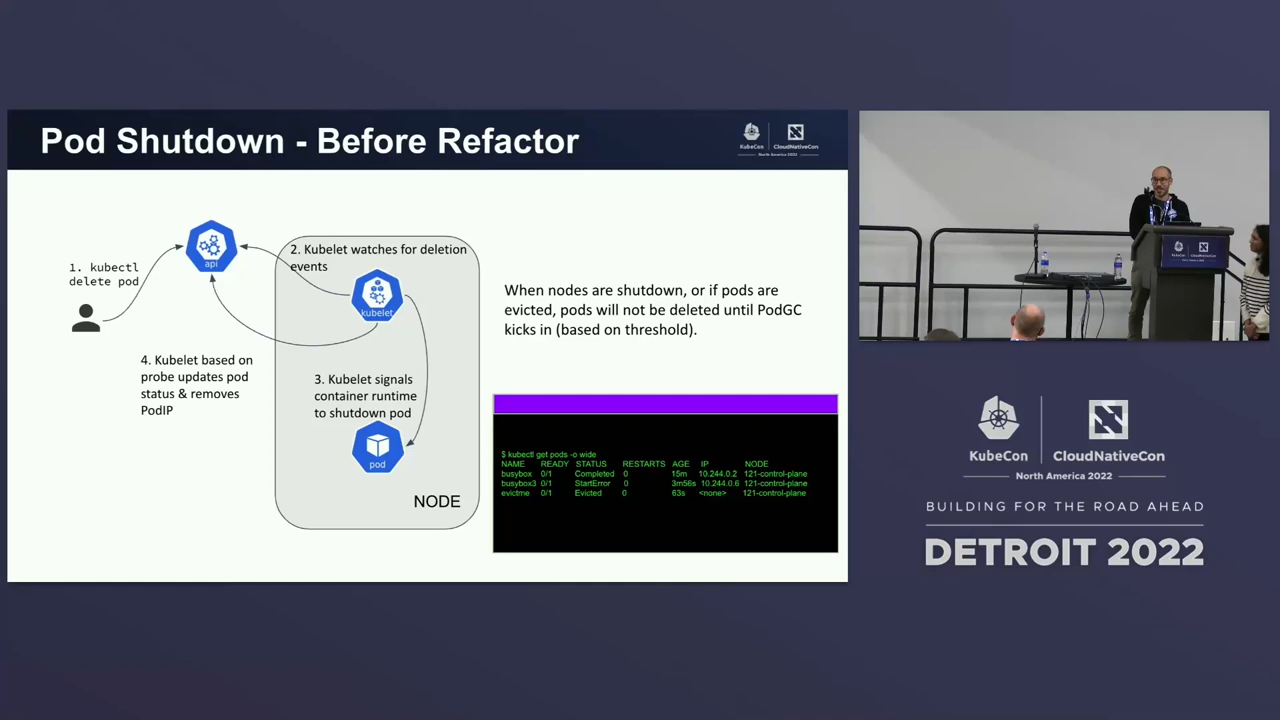 Pod Shutdown - Before Refactor
KubeCon
CloudNativeCon
North America 2022
1. kubectl
delete pod
api
2. Kubelet watches for deletion
events
kubelet
4. Kubelet based on
probe updates pod
status & removes
PodIP
3. Kubelet signals
container runtime
to shutdown pod
pod
NODE
When nodes are shutdown, or if pods are
evicted, pods will not be deleted until PodGC
kicks in (based on threshold).
$ kubectl get pods -o wide
NAME READY STATUS RESTARTS AGE IP NODE
busybox 0/1 Completed 0 15m 10.244.0.2 121-control-plane
busybox3 0/1 StartError 0 3m56s 10.244.0.6 121-control-plane
evictme 0/1 Evicted 0 63s <none> 121-control-plane
KubeCon
CloudNativeCon
North America 2022
BUILDING FOR THE ROAD AHEAD
DETROIT 2022